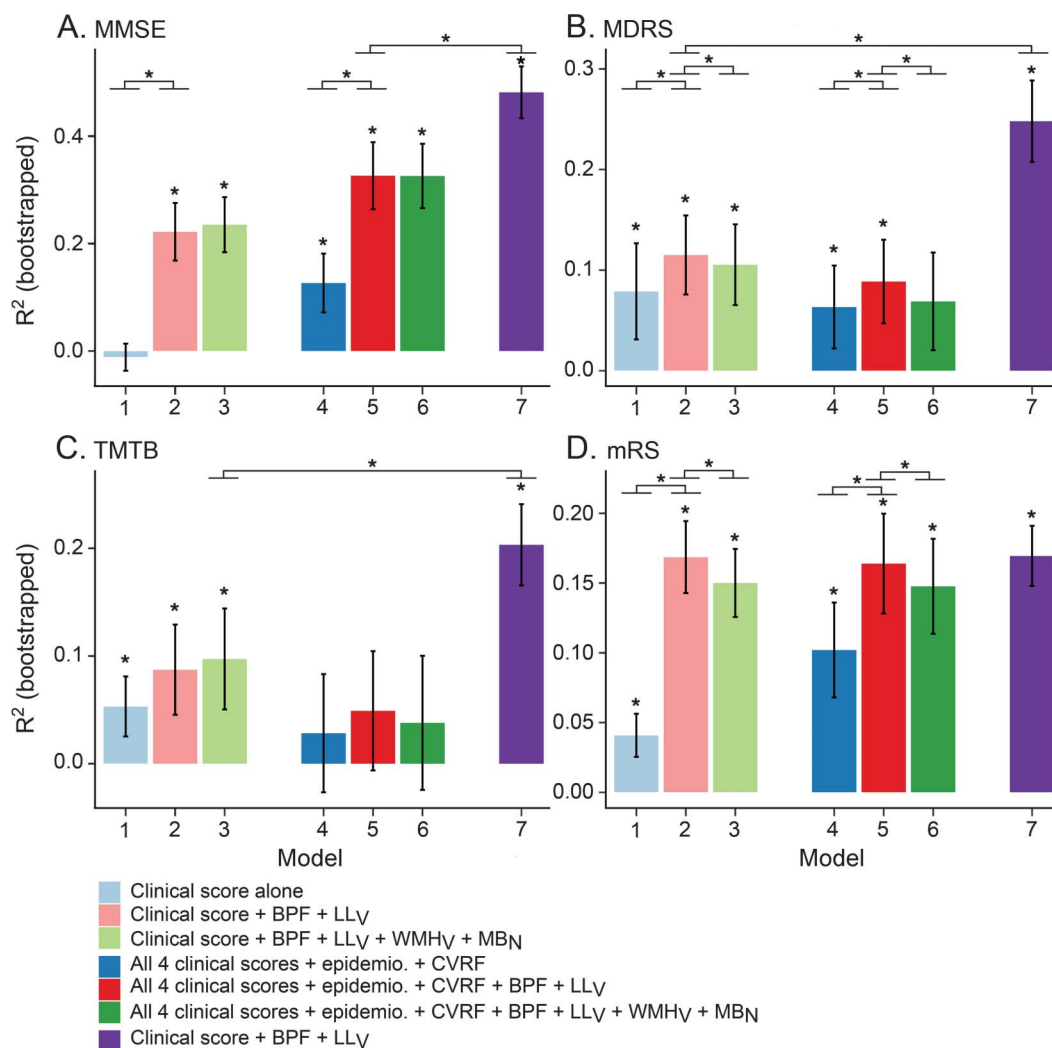 A. MMSE
*
*
*
*
*
*
*
*
R² (bootstrapped)
0.4
0.2
0.0
1 2 3 4 5 6 7
B. MDRS
*
*
*
*
*
*
*
*
*
*
*
0.3
0.2
0.1
0.0
1 2 3 4 5 6 7
C. TMTB
*
*
*
*
*
R² (bootstrapped)
0.2
0.1
0.0
1 2 3 4 5 6 7
Model
D. mRS
*
*
*
*
*
*
*
*
*
*
*
0.20
0.15
0.10
0.05
0.00
1 2 3 4 5 6 7
Model
Clinical score alone
Clinical score + BPF + LLV
Clinical score + BPF + LLV + WMHV + MBN
All 4 clinical scores + epidemio. + CVRF
All 4 clinical scores + epidemio. + CVRF + BPF + LLV
All 4 clinical scores + epidemio. + CVRF + BPF + LLV + WMHV + MBN
Clinical score + BPF + LLV